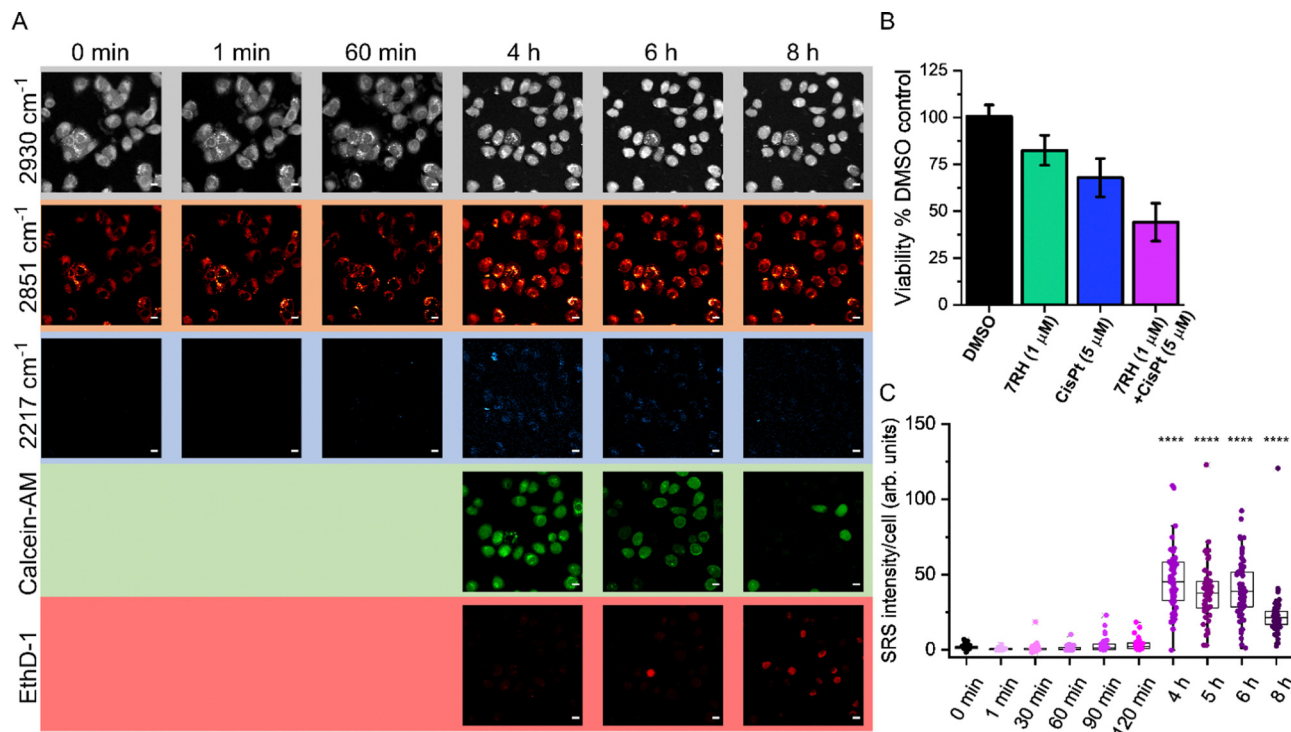 A
0 min 1 min 60 min 4 h 6 h 8 h
2930 cm⁻¹
2851 cm⁻¹
2217 cm⁻¹
Calcein-AM
EthD-1
B
Viability % DMSO control
125
100
75
50
25
0
DMSO
7RH (1 µM)
CisPt (5 µM)
7RH (1 µM)
+CisPt (5 µM)
C
SRS intensity/cell (arb. units)
150
100
50
0
**** **** **** ****
0 min
1 min
30 min
60 min
90 min
120 min
4 h
5 h
6 h
8 h